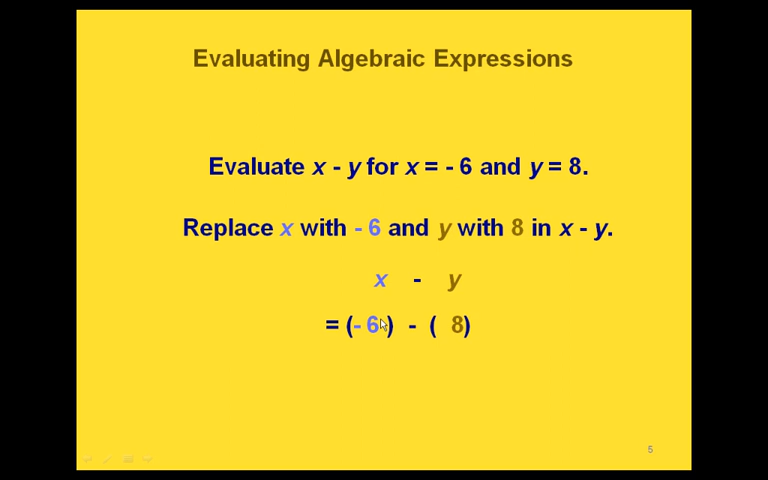 Evaluating Algebraic Expressions
Evaluate x - y for x = - 6 and y = 8.
Replace x with - 6 and y with 8 in x - y.
x - y
= (- 6 ) - ( 8)
5